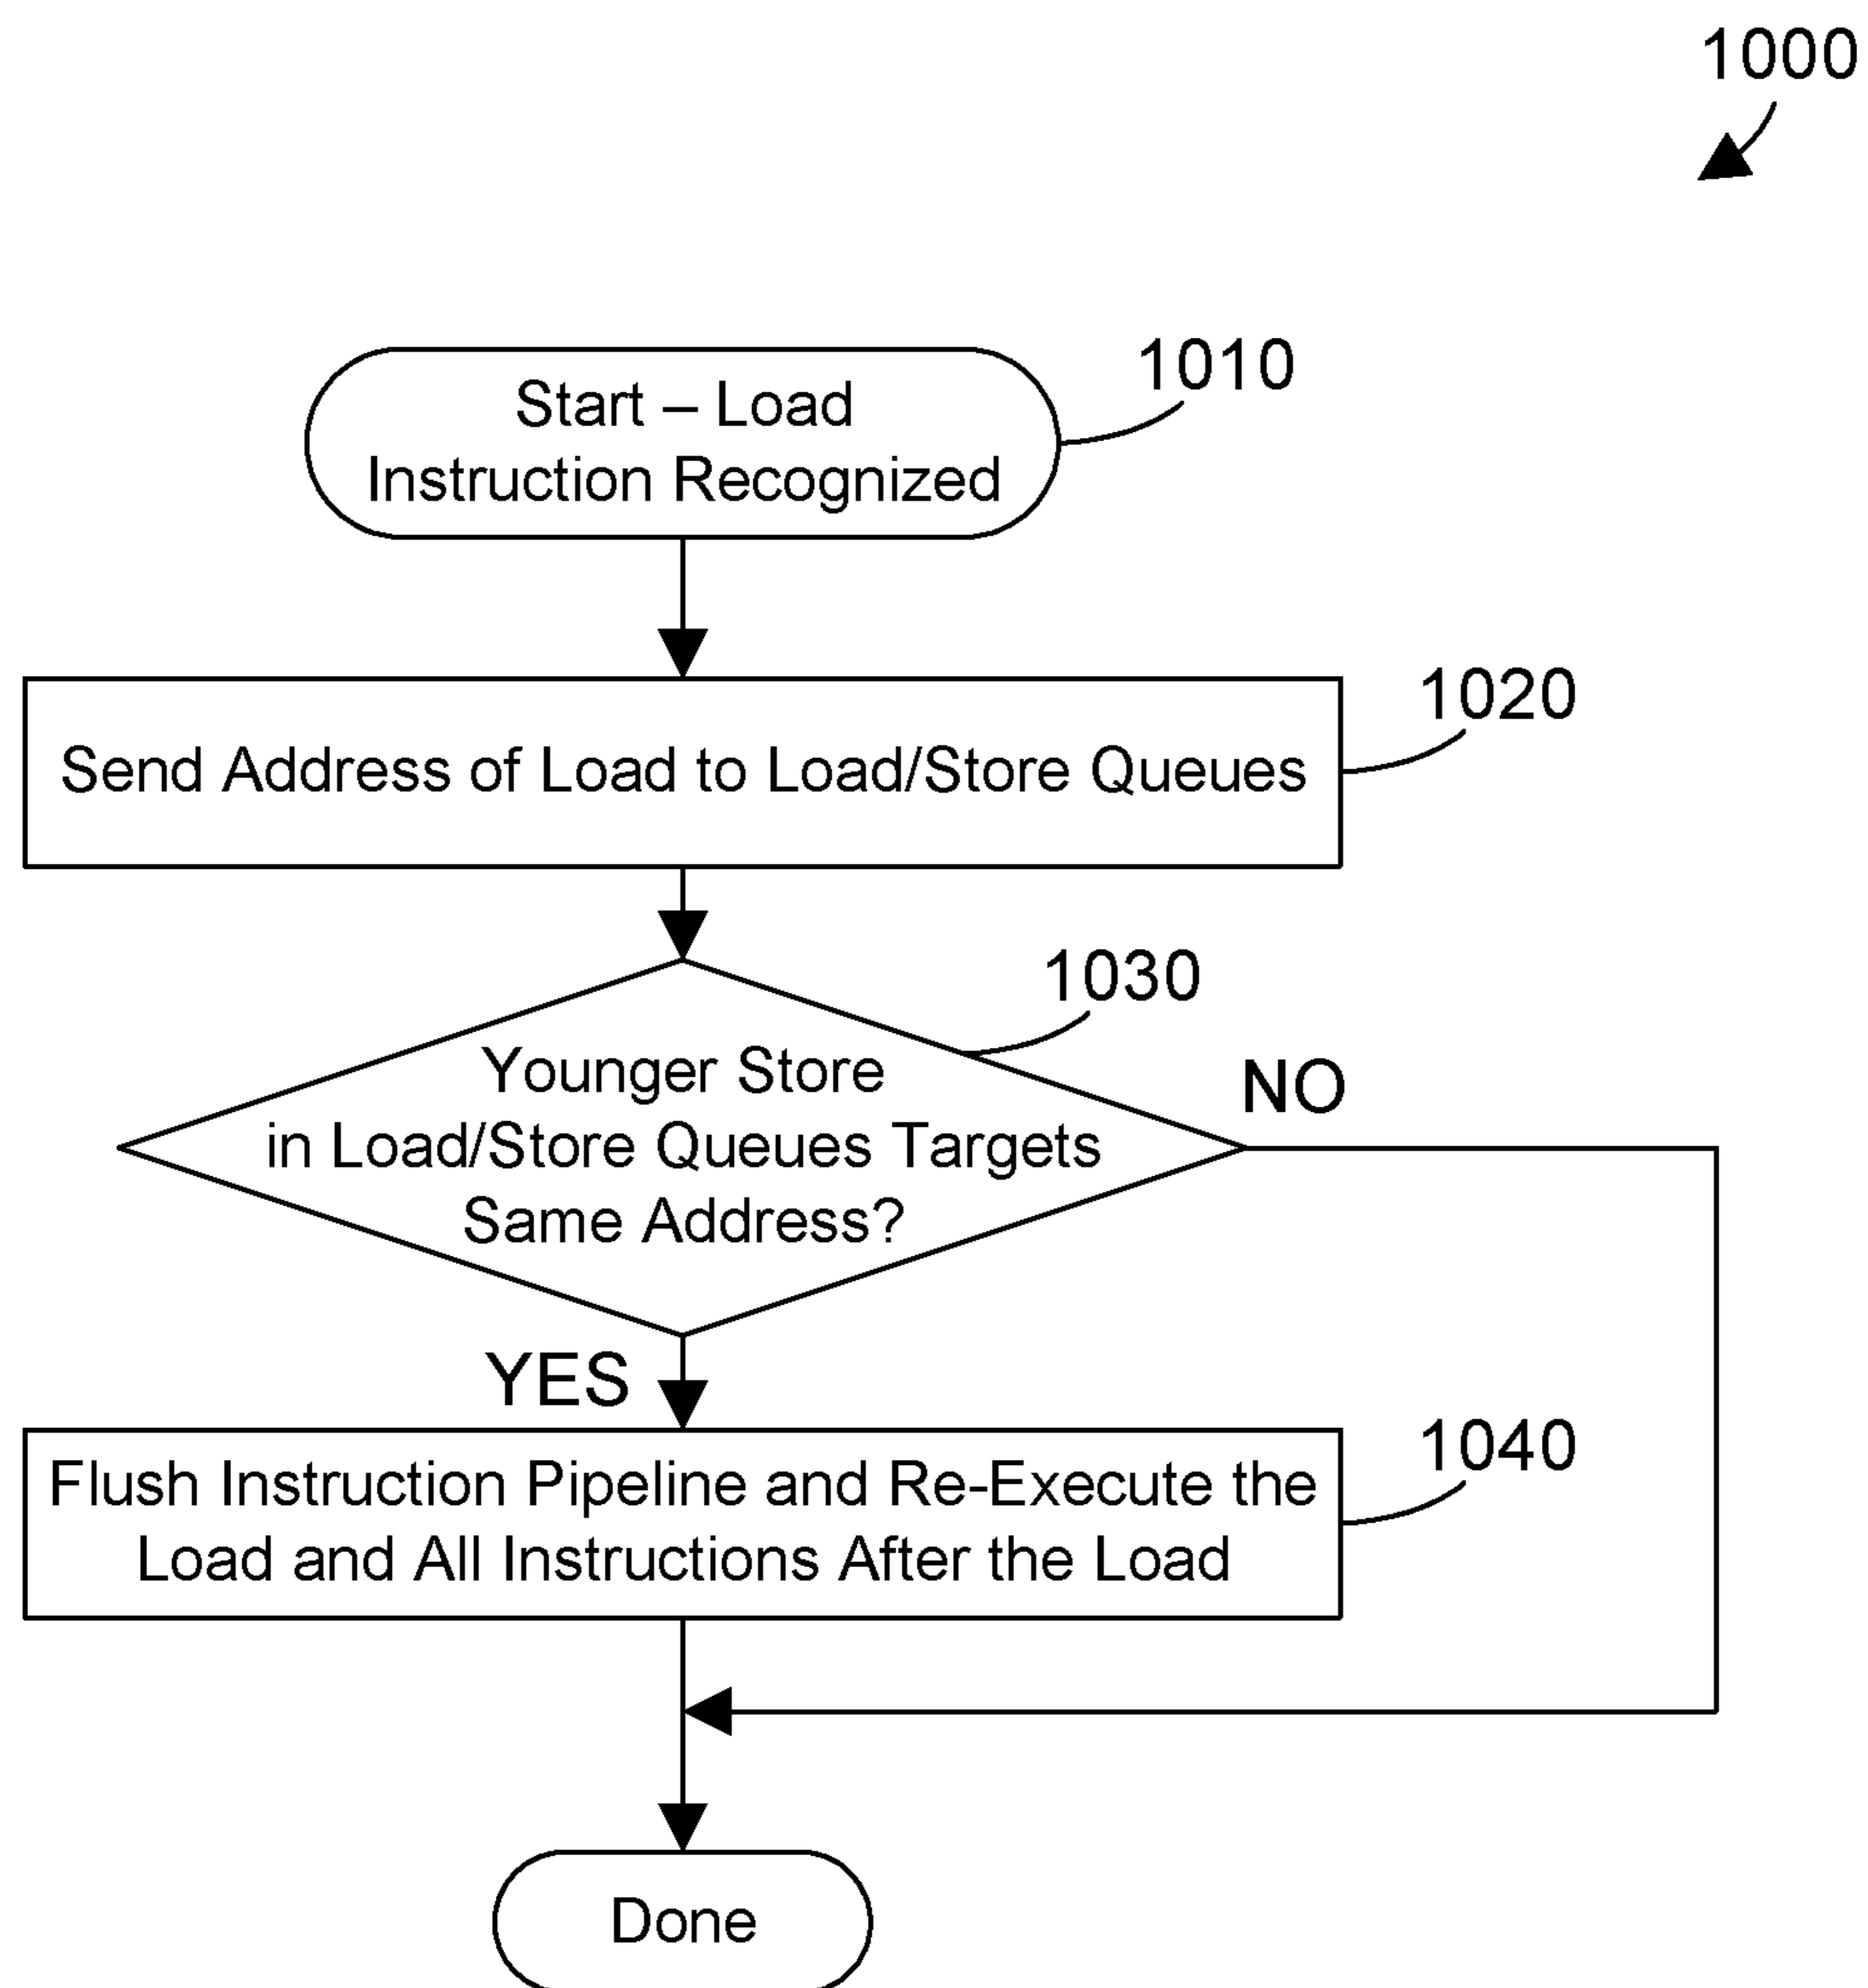 1000
Start – Load
Instruction Recognized
1010
Send Address of Load to Load/Store Queues
1020
Younger Store
in Load/Store Queues Targets
Same Address?
1030
NO
YES
Flush Instruction Pipeline and Re-Execute the
Load and All Instructions After the Load
1040
Done